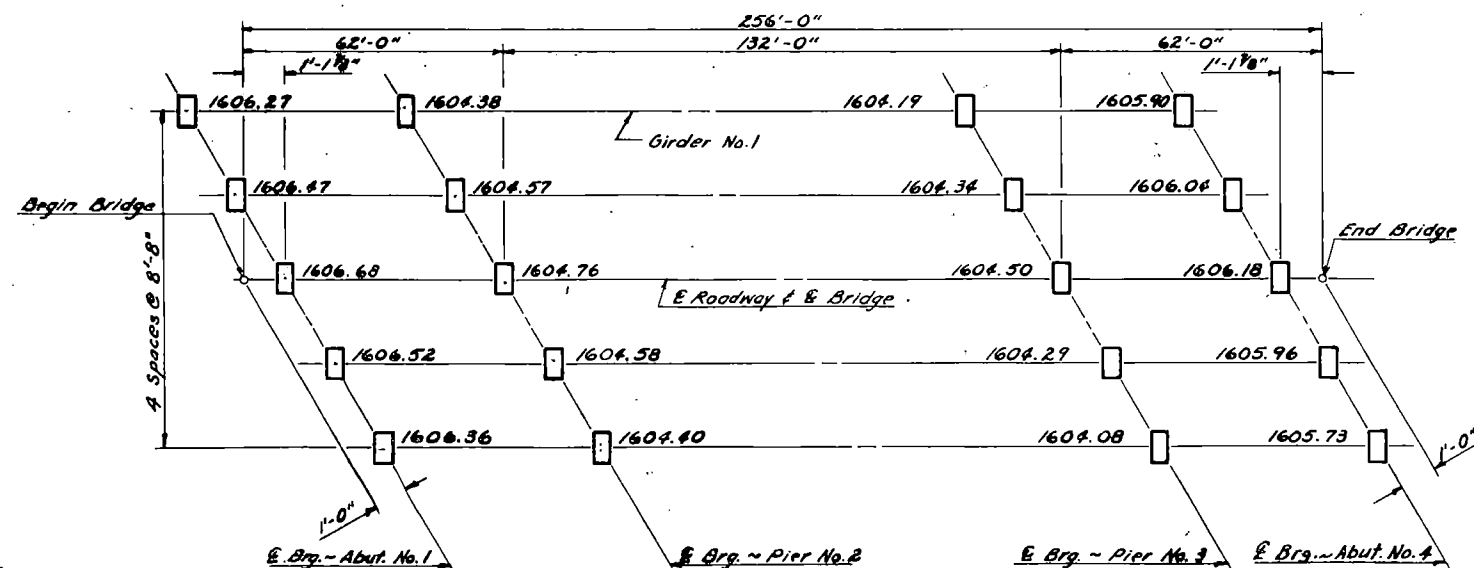 256'-0"
62'-0" 132'-0" 62'-0"
1'-1 7/8" 1'-1 7/8"
1606.27 1604.38 1604.19 1605.90
Girder No.1
1606.47 1604.57 1604.34 1606.04
Begin Bridge End Bridge
1606.68 1604.76 1604.50 1606.18
℄ Roadway & ℄ Bridge
4 Spaces @ 8'-8"
1606.52 1604.58 1604.29 1605.96
1606.36 1604.40 1604.08 1605.73
1'-0" 1'-0"
℄ Brg.~Abut. No.1 ℄ Brg. ~ Pier No.2 ℄ Brg. ~ Pier No.3 ℄ Brg.~Abut. No.4